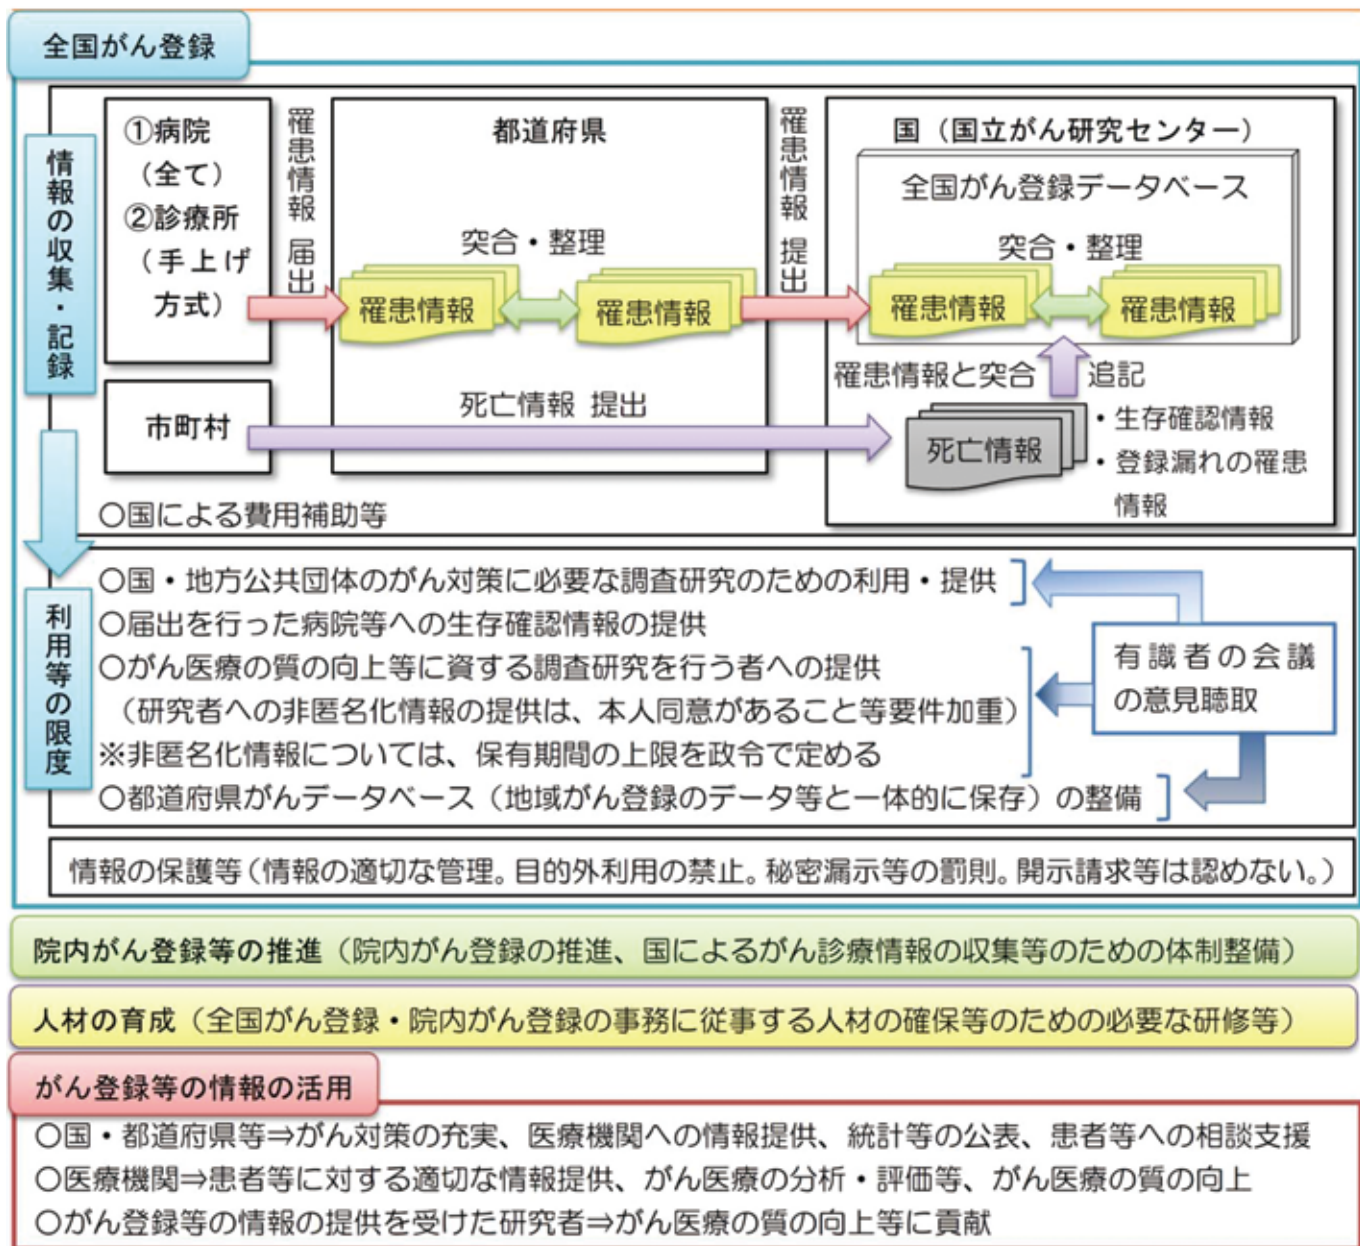 全国がん登録
情報の収集・記録
①病院
（全て）
②診療所
（手上げ
方式）
罹患情報 届出
都道府県
突合・整理
罹患情報
罹患情報
罹患情報 提出
国（国立がん研究センター）
全国がん登録データベース
突合・整理
罹患情報
罹患情報
罹患情報と突合
追記
市町村
死亡情報 提出
死亡情報
・生存確認情報
・登録漏れの罹患
情報
○国による費用補助等
利用等の限度
○国・地方公共団体のがん対策に必要な調査研究のための利用・提供
○届出を行った病院等への生存確認情報の提供
○がん医療の質の向上等に資する調査研究を行う者への提供
（研究者への非匿名化情報の提供は、本人同意があること等要件加重）
※非匿名化情報については、保有期間の上限を政令で定める
○都道府県がんデータベース（地域がん登録のデータ等と一体的に保存）の整備
有識者の会議
の意見聴取
情報の保護等（情報の適切な管理。目的外利用の禁止。秘密漏示等の罰則。開示請求等は認めない。）
院内がん登録等の推進（院内がん登録の推進、国によるがん診療情報の収集等のための体制整備）
人材の育成（全国がん登録・院内がん登録の事務に従事する人材の確保等のための必要な研修等）
がん登録等の情報の活用
○国・都道府県等⇒がん対策の充実、医療機関への情報提供、統計等の公表、患者等への相談支援
○医療機関⇒患者等に対する適切な情報提供、がん医療の分析・評価等、がん医療の質の向上
○がん登録等の情報の提供を受けた研究者⇒がん医療の質の向上等に貢献